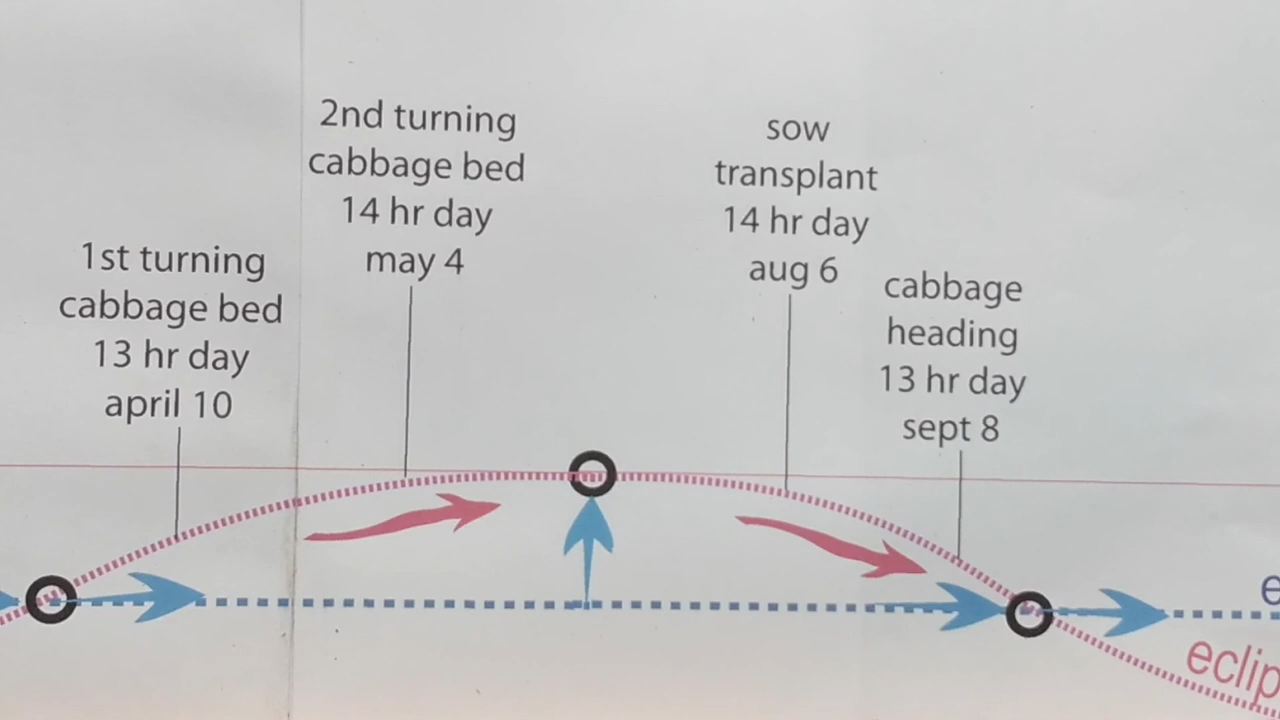 1st turning
cabbage bed
13 hr day
april 10
2nd turning
cabbage bed
14 hr day
may 4
sow
transplant
14 hr day
aug 6
cabbage
heading
13 hr day
sept 8